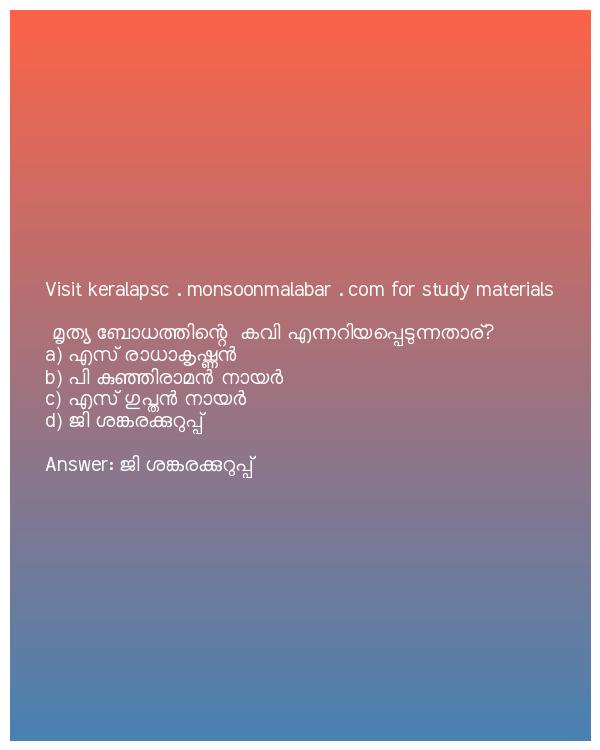 Visit keralapsc . monsoonmalabar . com for study materials
മൃത്യ ബോധത്തിന്റെ കവി എന്നറിയപ്പെടുന്നതാര്?
a) എസ് രാധാകൃഷ്ണൻ
b) പി കുഞ്ഞിരാമൻ നായർ
c) എസ് ഗുപ്തൻ നായർ
d) ജി ശങ്കരക്കുറുപ്പ്
Answer: ജി ശങ്കരക്കുറുപ്പ്